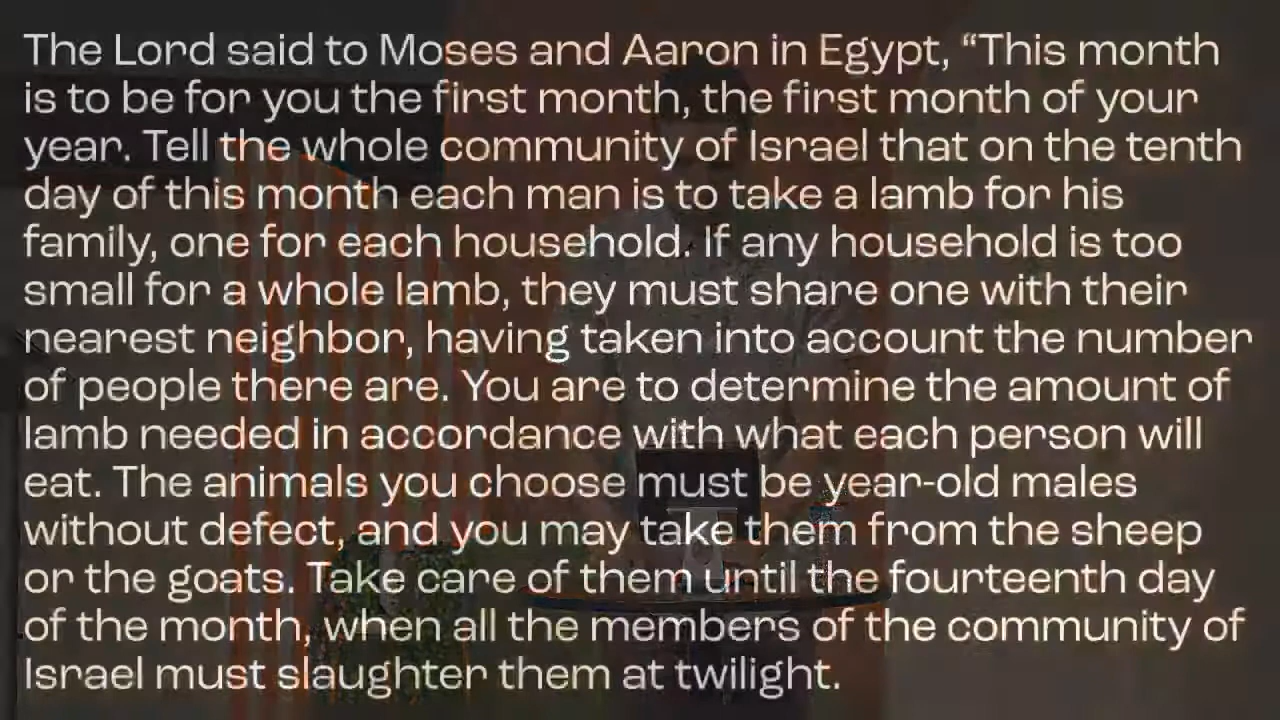 The Lord said to Moses and Aaron in Egypt, “This month
is to be for you the first month, the first month of your
year. Tell the whole community of Israel that on the tenth
day of this month each man is to take a lamb for his
family, one for each household. If any household is too
small for a whole lamb, they must share one with their
nearest neighbor, having taken into account the number
of people there are. You are to determine the amount of
lamb needed in accordance with what each person will
eat. The animals you choose must be year-old males
without defect, and you may take them from the sheep
or the goats. Take care of them until the fourteenth day
of the month, when all the members of the community of
Israel must slaughter them at twilight.